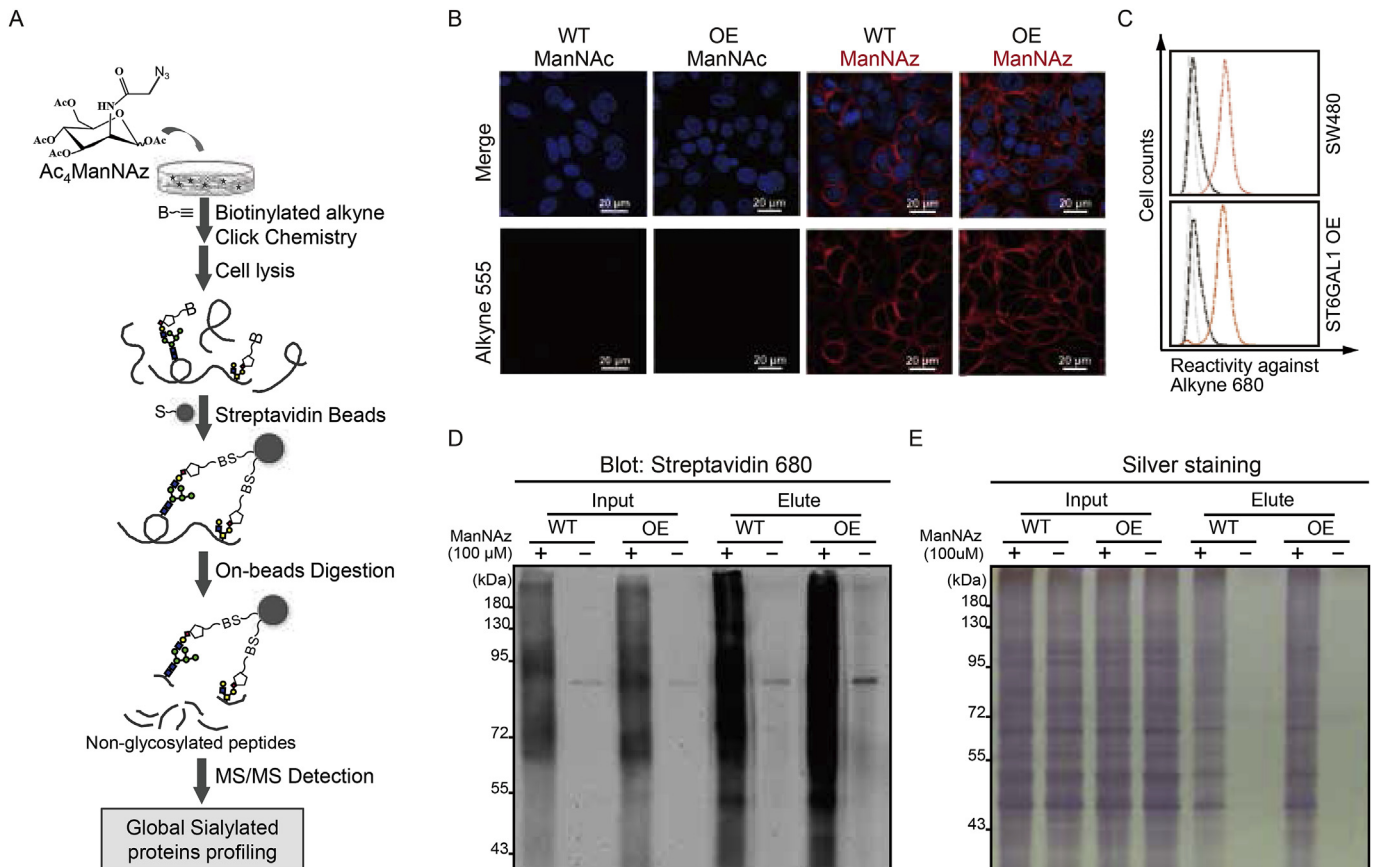 A
N3
O
HN
AcO
O
AcO
AcO
OAc
Ac4ManNAz
B
Biotinylated alkyne
Click Chemistry
Cell lysis
B
B
S
Streptavidin Beads
BS
BS
On-beads Digestion
BS
BS
Non-glycosylated peptides
MS/MS Detection
Global Sialylated
proteins profiling
B
WT
ManNAc
OE
ManNAc
WT
ManNAz
OE
ManNAz
Merge
20 µm
20 µm
20 µm
20 µm
Alkyne 555
20 µm
20 µm
20 µm
20 µm
C
Cell counts
SW480
ST6GAL1 OE
Reactivity against
Alkyne 680
D
Blot: Streptavidin 680
Input
Elute
WT
OE
WT
OE
ManNAz
(100 µM)
+ − + − + − + −
(kDa)
180
130
95
72
55
43
E
Silver staining
Input
Elute
WT
OE
WT
OE
ManNAz
(100uM)
+ − + − + − + −
(kDa)
180
130
95
72
55
43